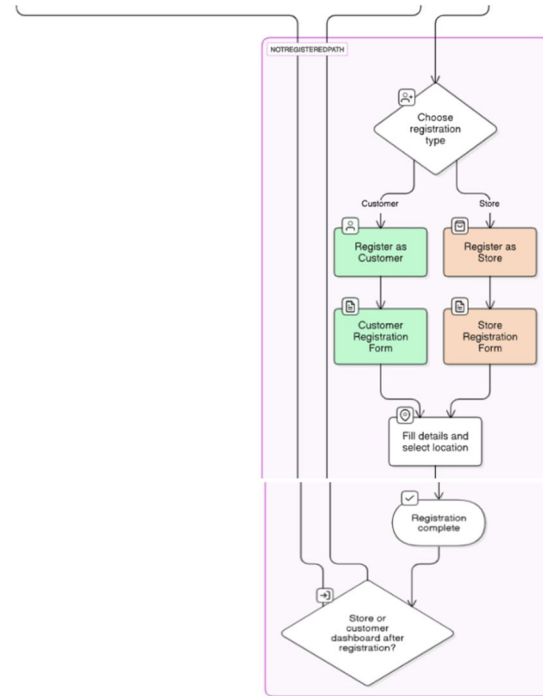 NOTREGISTEREDPATH
Choose
registration
type
Customer
Store
Register as
Customer
Register as
Store
Customer
Registration
Form
Store
Registration
Form
Fill details and
select location
Registration
complete
Store or
customer
dashboard after
registration?